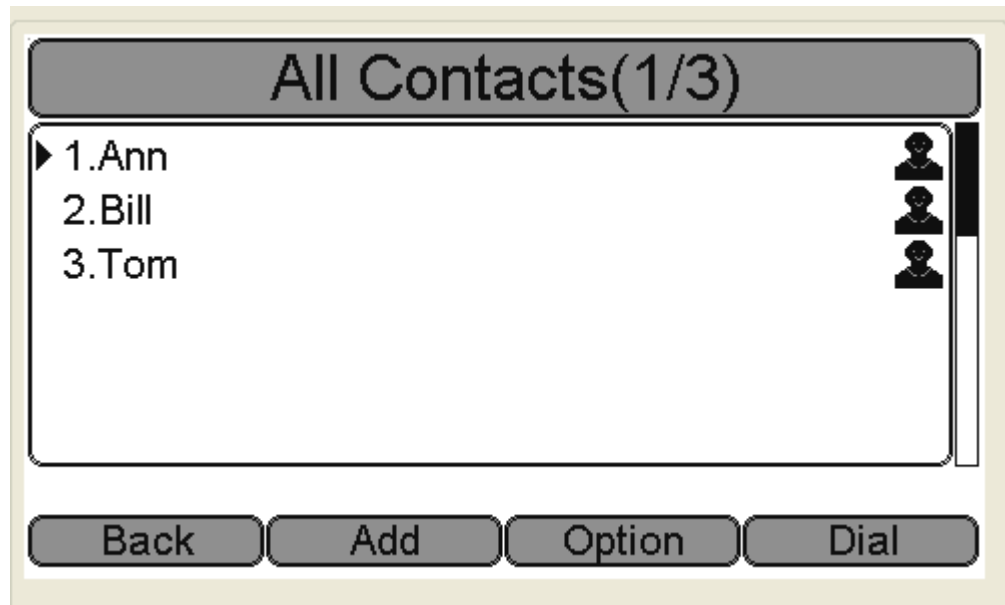 All Contacts(1/3)
1.Ann
2.Bill
3.Tom
Back Add Option Dial